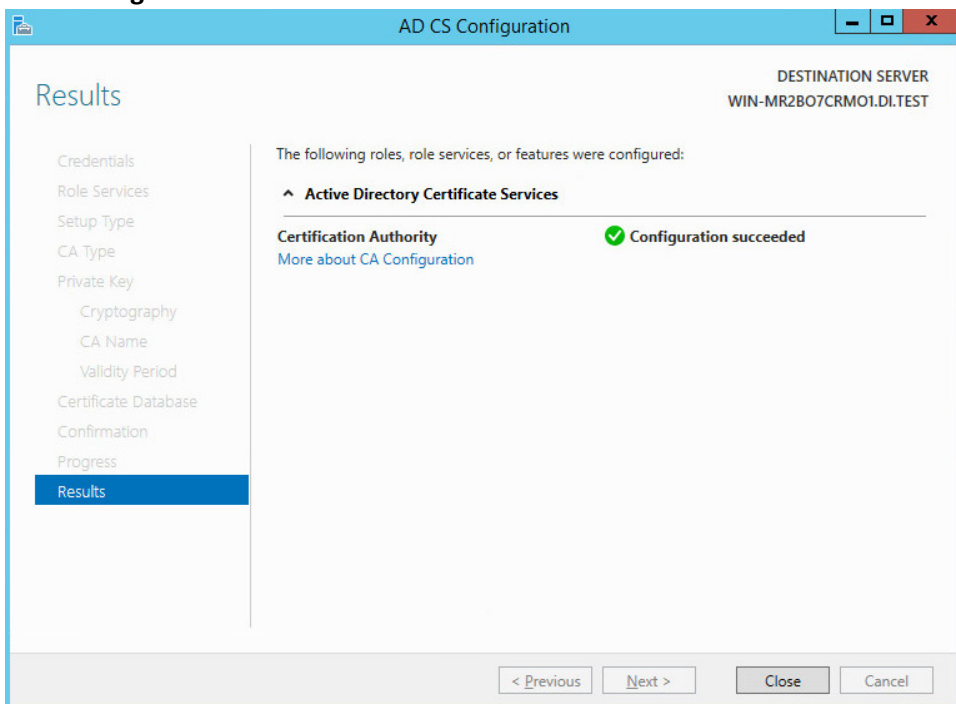 AD CS Configuration
Results
DESTINATION SERVER
WIN-MR2BO7CRMO1.DI.TEST
Credentials
Role Services
Setup Type
CA Type
Private Key
Cryptography
CA Name
Validity Period
Certificate Database
Confirmation
Progress
Results
The following roles, role services, or features were configured:
Active Directory Certificate Services
Certification Authority
Configuration succeeded
More about CA Configuration
< Previous
Next >
Close
Cancel